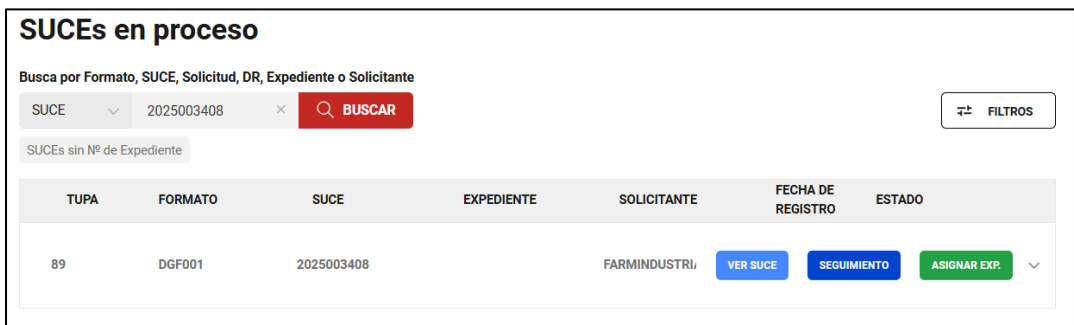 SUCEs en proceso
Busca por Formato, SUCE, Solicitud, DR, Expediente o Solicitante
SUCE 2025003408 × BUSCAR FILTROS
SUCEs sin Nº de Expediente
TUPA FORMATO SUCE EXPEDIENTE SOLICITANTE FECHA DE REGISTRO ESTADO
89 DGF001 2025003408 FARMINDUSTRI VER SUCE SEGUIMIENTO ASIGNAR EXP.